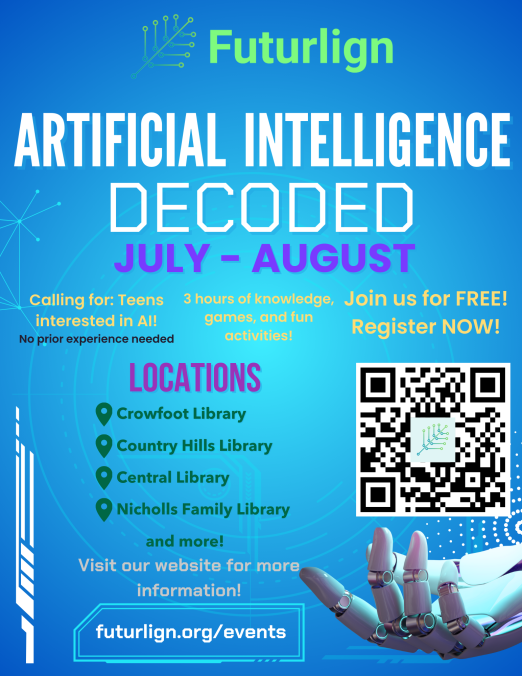 Futurlign
ARTIFICIAL INTELLIGENCE
DECODED
JULY - AUGUST
Calling for: Teens
interested in AI!
No prior experience needed
3 hours of knowledge,
games, and fun
activities!
Join us for FREE!
Register NOW!
LOCATIONS
Crowfoot Library
Country Hills Library
Central Library
Nicholls Family Library
and more!
Visit our website for more
information!
futurlign.org/events